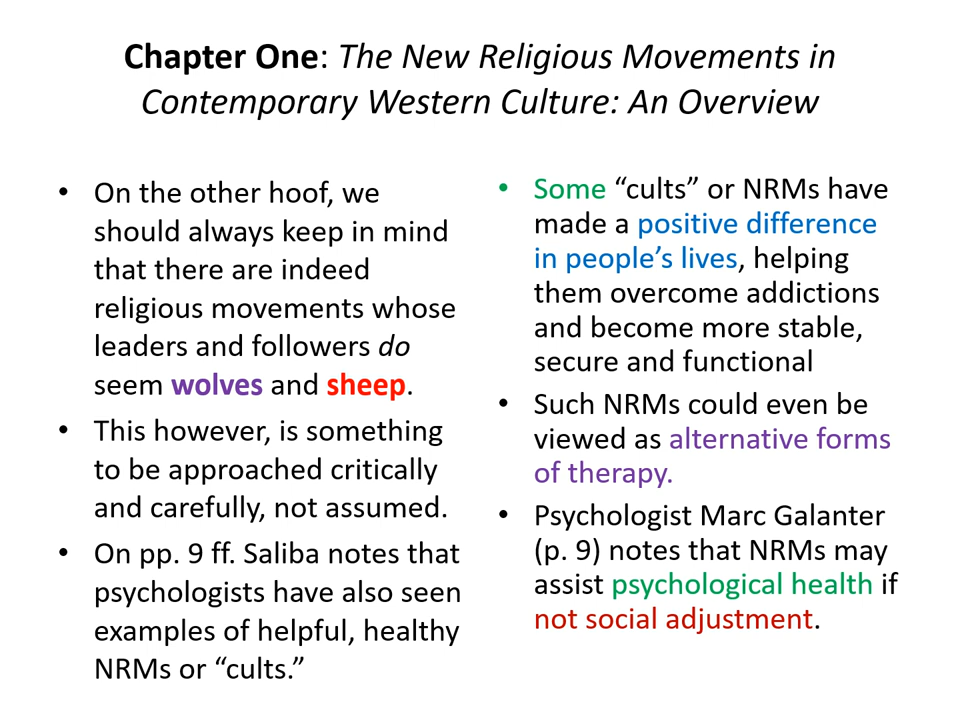 Chapter One: The New Religious Movements in
Contemporary Western Culture: An Overview
• On the other hoof, we
should always keep in mind
that there are indeed
religious movements whose
leaders and followers do
seem wolves and sheep.
• This however, is something
to be approached critically
and carefully, not assumed.
• On pp. 9 ff. Saliba notes that
psychologists have also seen
examples of helpful, healthy
NRMs or “cults.”
• Some “cults” or NRMs have
made a positive difference
in people’s lives, helping
them overcome addictions
and become more stable,
secure and functional
• Such NRMs could even be
viewed as alternative forms
of therapy.
• Psychologist Marc Galanter
(p. 9) notes that NRMs may
assist psychological health if
not social adjustment.